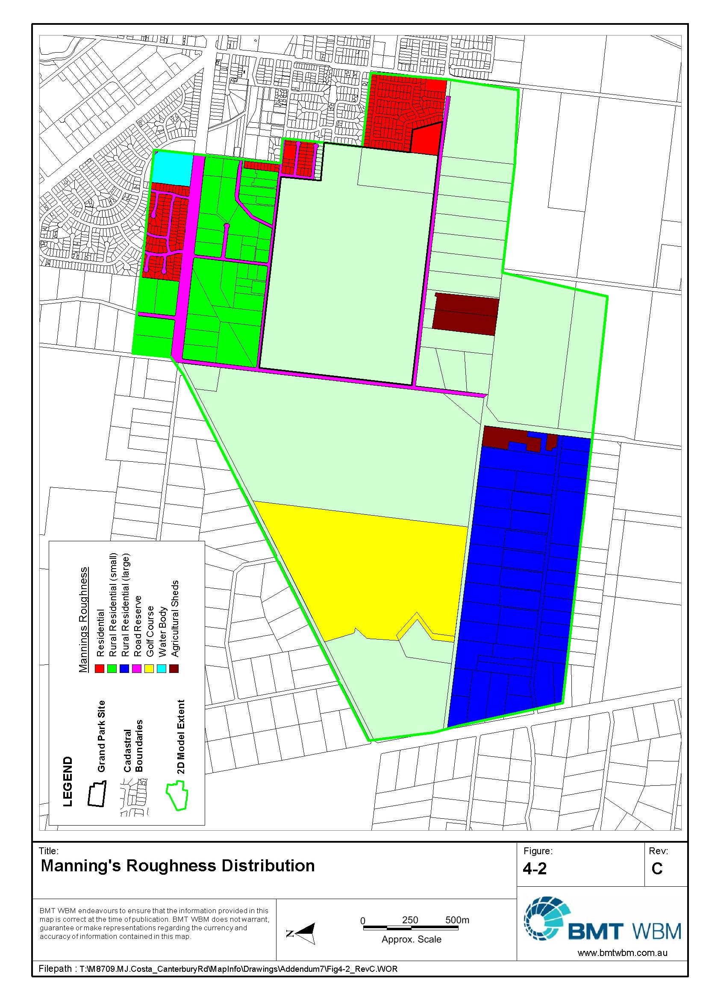 LEGEND
Grand Park Site
Cadastral
Boundaries
2D Model Extent
Mannings Roughness
Residential
Rural Residential (small)
Rural Residential (large)
Road Reserve
Golf Course
Water Body
Agricultural Sheds
Title:
Manning's Roughness Distribution
Figure:
4-2
Rev:
C
BMT WBM endeavours to ensure that the information provided in this
map is correct at the time of publication. BMT WBM does not warrant,
guarantee or make representations regarding the currency and
accuracy of information contained in this map.
N
0 250 500m
Approx. Scale
BMT WBM
www.bmtwbm.com.au
Filepath : T:\M8709.MJ.Costa_CanterburyRd\MapInfo\Drawings\Addendum7\Fig4-2_RevC.WOR